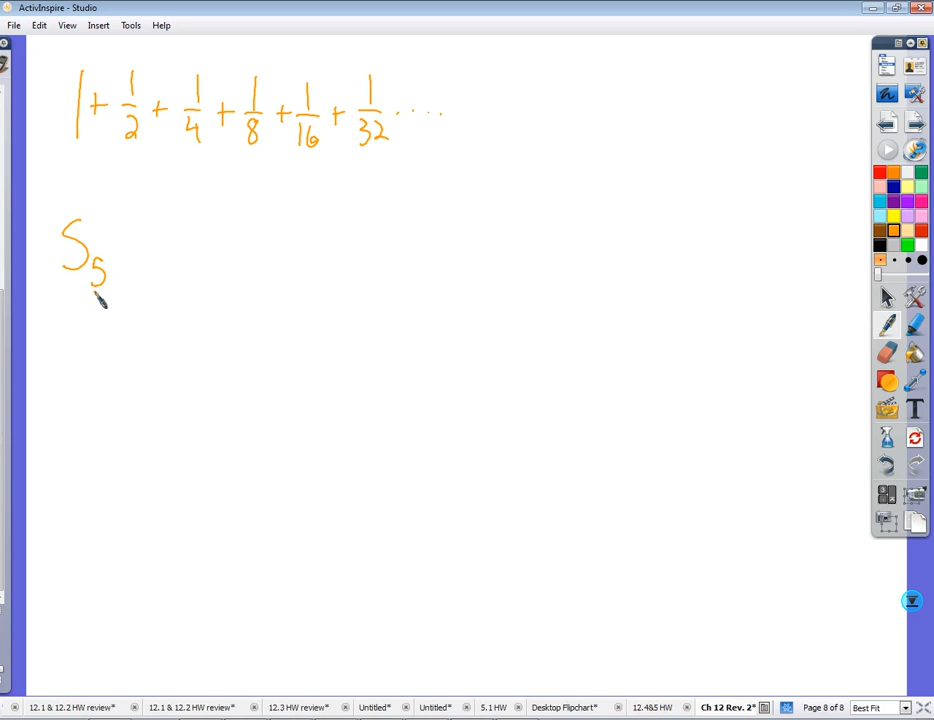 ActivInspire - Studio
File Edit View Insert Tools Help
1 + 1/2 + 1/4 + 1/8 + 1/16 + 1/32 ....
S₅
12.1 & 12.2 HW review* 12.1 & 12.2 HW review* 12.3 HW review* Untitled* Untitled* 5.1 HW Desktop Flipchart* 12.4&5 HW Ch 12 Rev. 2* Page 8 of 8 Best Fit